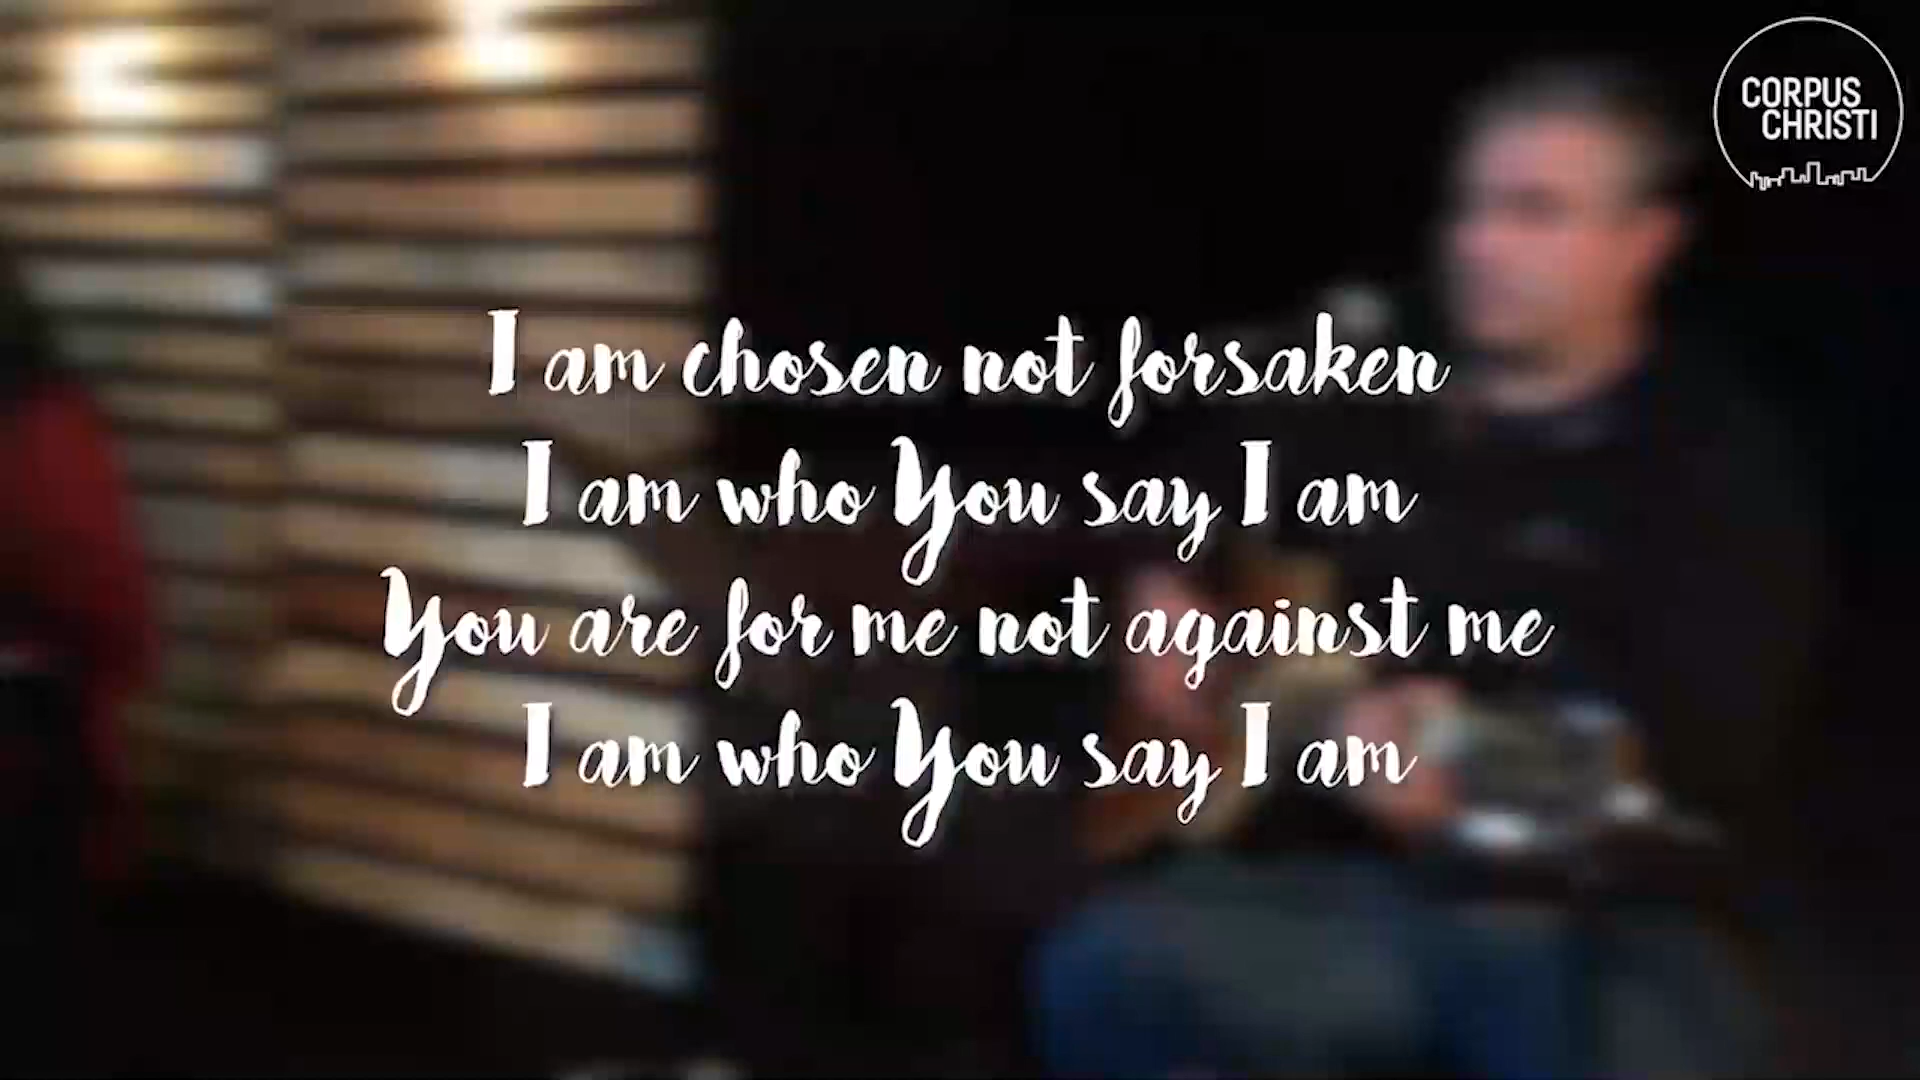 CORPUS
CHRISTI
I am chosen not forsaken
I am who You say I am
You are for me not against me
I am who You say I am